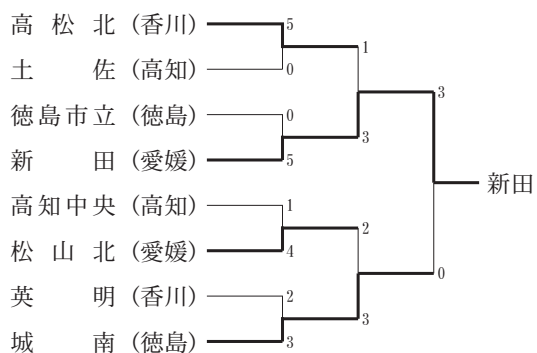 高松北（香川）
5
土佐（高知）
0
1
徳島市立（徳島）
0
新田（愛媛）
5
3
3
新田
高知中央（高知）
1
松山北（愛媛）
4
2
0
英明（香川）
2
城南（徳島）
3
3